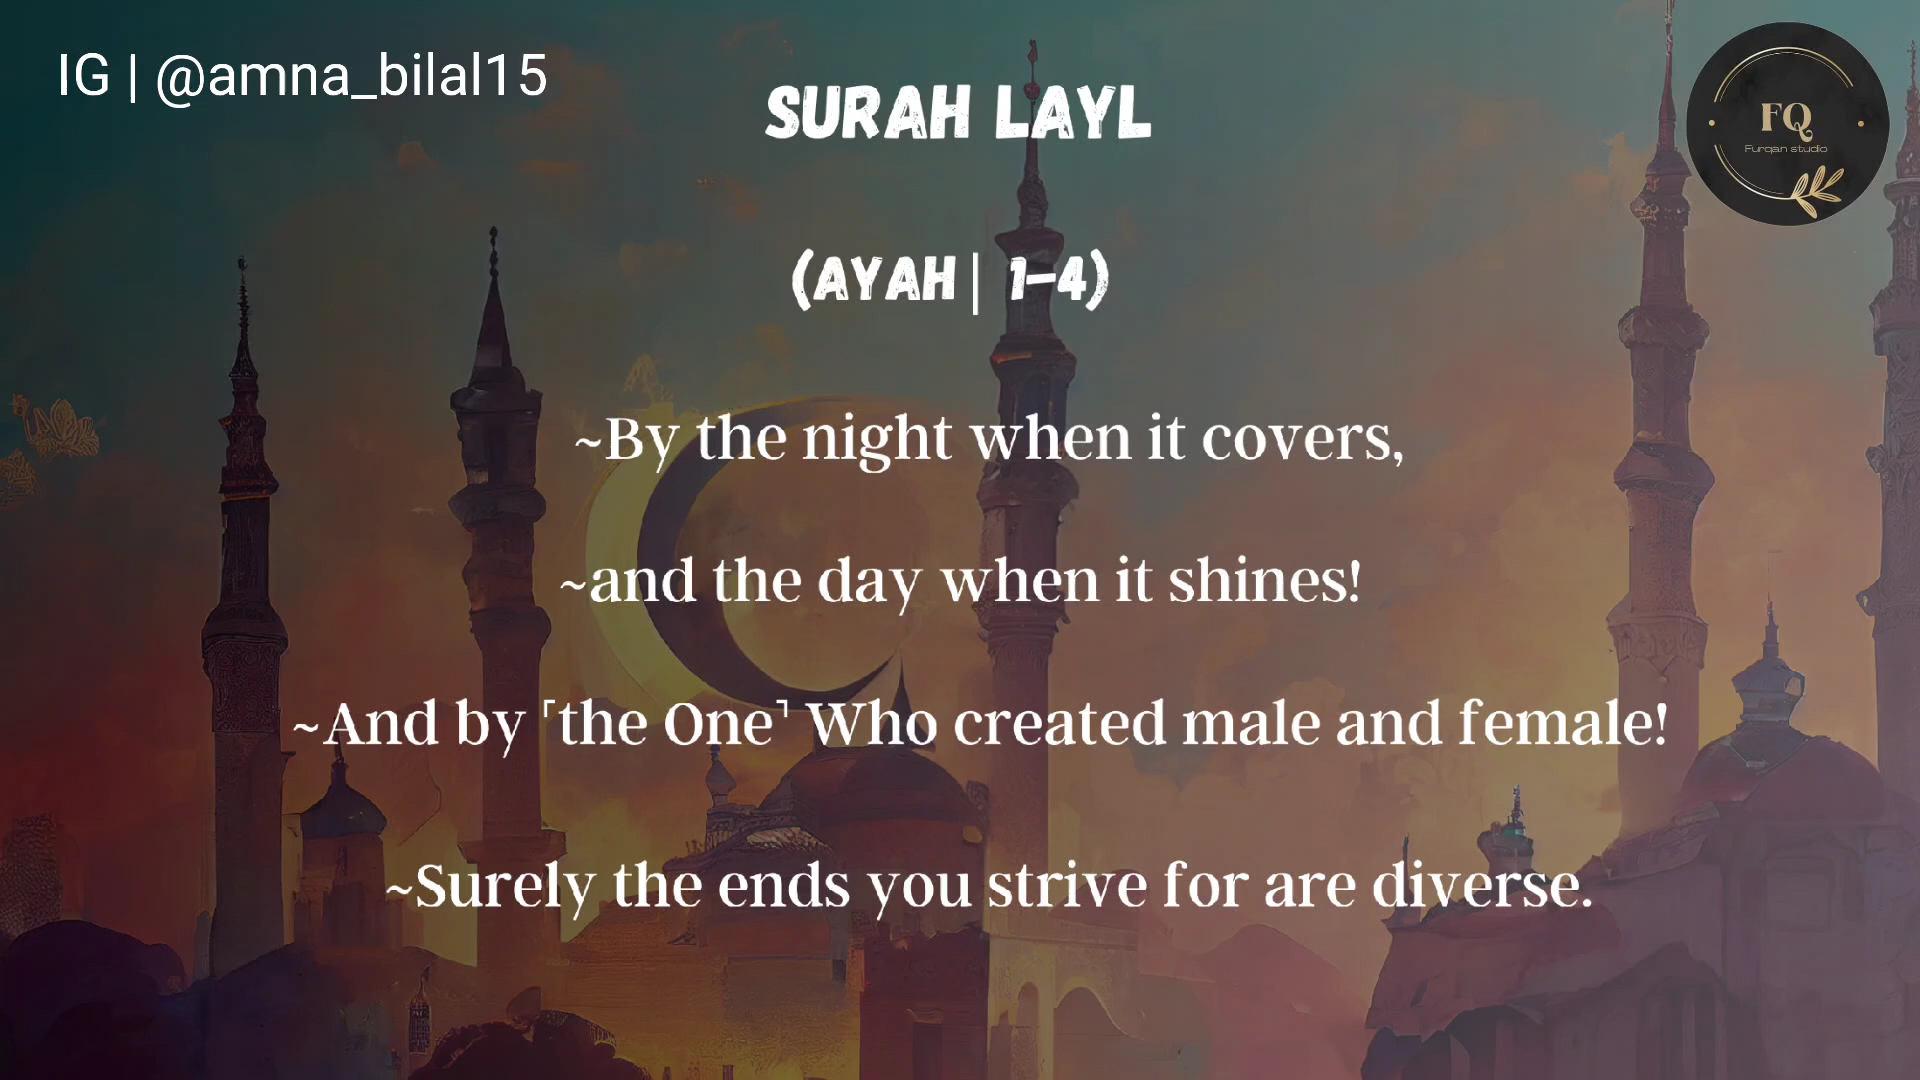 IG | @amna_bilal15
SURAH LAYL
FQ
Furqan studio
(AYAH | 1-4)
~By the night when it covers,
~and the day when it shines!
~And by ˹the One˺ Who created male and female!
~Surely the ends you strive for are diverse.